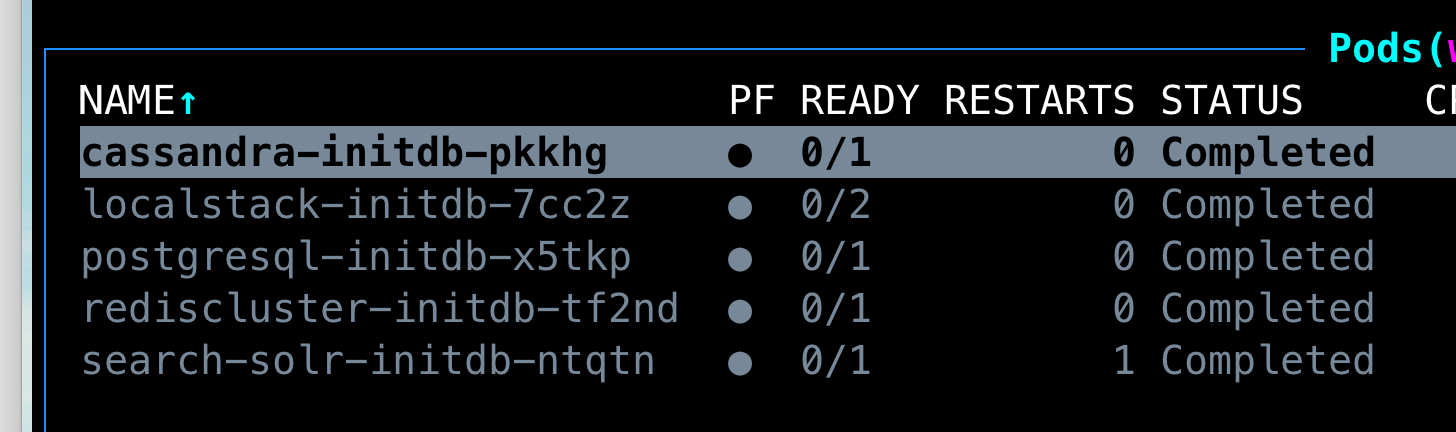 Pods(
NAME↑ PF READY RESTARTS STATUS
cassandra-initdb-pkkhg ● 0/1 0 Completed
localstack-initdb-7cc2z ● 0/2 0 Completed
postgresql-initdb-x5tkp ● 0/1 0 Completed
rediscluster-initdb-tf2nd ● 0/1 0 Completed
search-solr-initdb-ntqtn ● 0/1 1 Completed